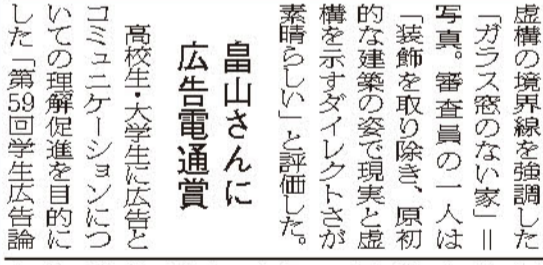 虚構の境界線を強調した
「ガラス窓のない家」＝
写真。審査員の一人は
「装飾を取り除き、原初
的な建築の姿で現実と虚
構を示すダイレクトさが
素晴らしい」と評価した。
畠山さんに
広告電通賞
高校生・大学生に広告と
コミュニケーションにつ
いての理解促進を目的に
した「第59回学生広告論